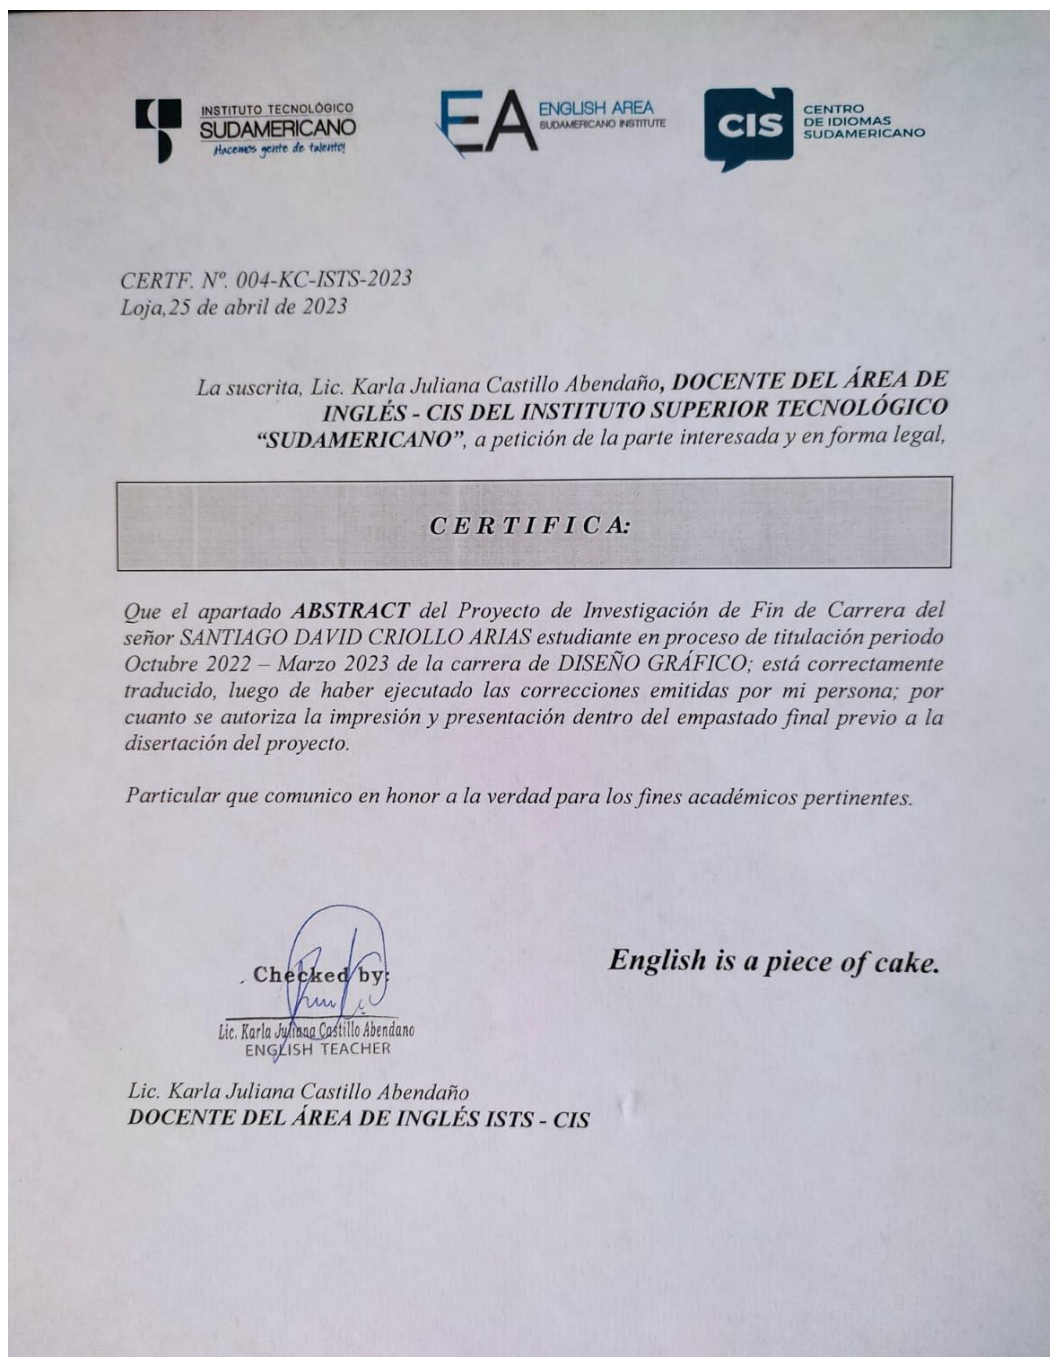 INSTITUTO TECNOLÓGICO
SUDAMERICANO
Hacemos gente de talento!
EA
ENGLISH AREA
SUDAMERICANO INSTITUTE
CIS
CENTRO
DE IDIOMAS
SUDAMERICANO
CERTF. Nº. 004-KC-ISTS-2023
Loja,25 de abril de 2023
La suscrita, Lic. Karla Juliana Castillo Abendaño, DOCENTE DEL ÁREA DE
INGLÉS - CIS DEL INSTITUTO SUPERIOR TECNOLÓGICO
“SUDAMERICANO”, a petición de la parte interesada y en forma legal,
C E R T I F I C A:
Que el apartado ABSTRACT del Proyecto de Investigación de Fin de Carrera del
señor SANTIAGO DAVID CRIOLLO ARIAS estudiante en proceso de titulación periodo
Octubre 2022 – Marzo 2023 de la carrera de DISEÑO GRÁFICO; está correctamente
traducido, luego de haber ejecutado las correcciones emitidas por mi persona; por
cuanto se autoriza la impresión y presentación dentro del empastado final previo a la
disertación del proyecto.
Particular que comunico en honor a la verdad para los fines académicos pertinentes.
English is a piece of cake.
Checked by:
Lic. Karla Juliana Castillo Abendano
ENGLISH TEACHER
Lic. Karla Juliana Castillo Abendaño
DOCENTE DEL ÁREA DE INGLÉS ISTS - CIS